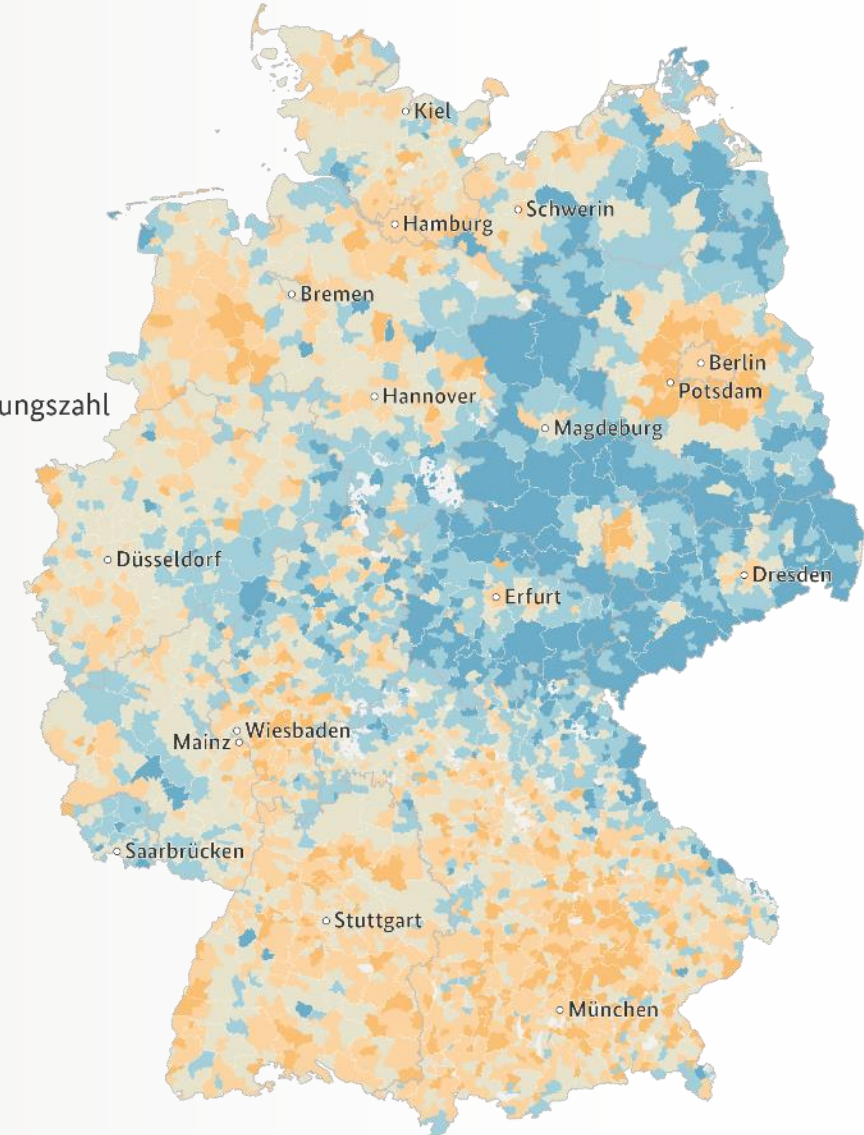 Kiel
Schwerin
Hamburg
Bremen
Berlin
Potsdam
Hannover
ungszahl
Magdeburg
Düsseldorf
Dresden
Erfurt
Wiesbaden
Mainz
Saarbrücken
Stuttgart
München